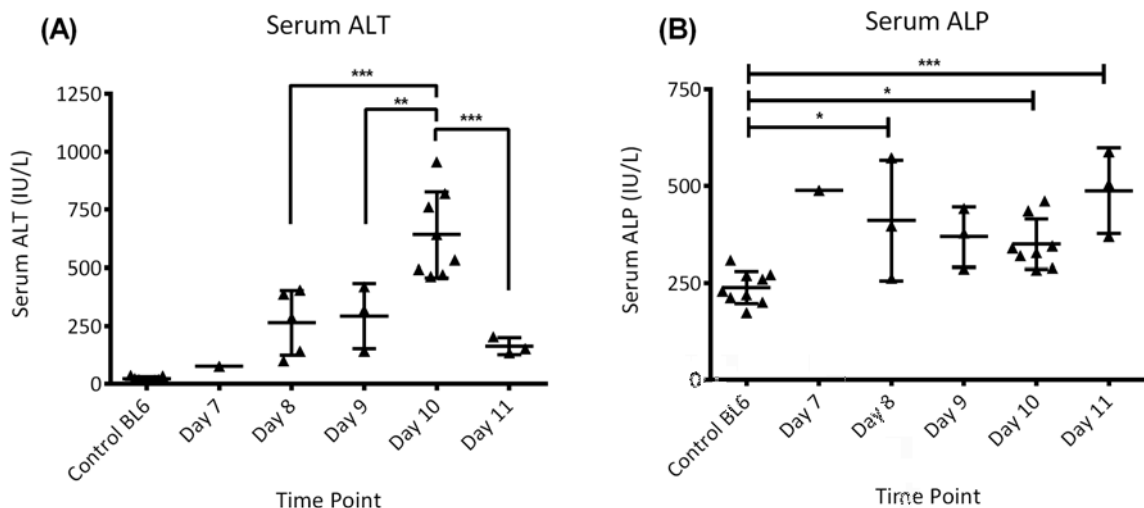 (A)
Serum ALT
***
**
***
1250
1000
750
500
250
0
Serum ALT (IU/L)
Control BL6
Day 7
Day 8
Day 9
Day 10
Day 11
Time Point
(B)
Serum ALP
***
*
*
750
500
250
0
Serum ALP (IU/L)
Control BL6
Day 7
Day 8
Day 9
Day 10
Day 11
Time Point